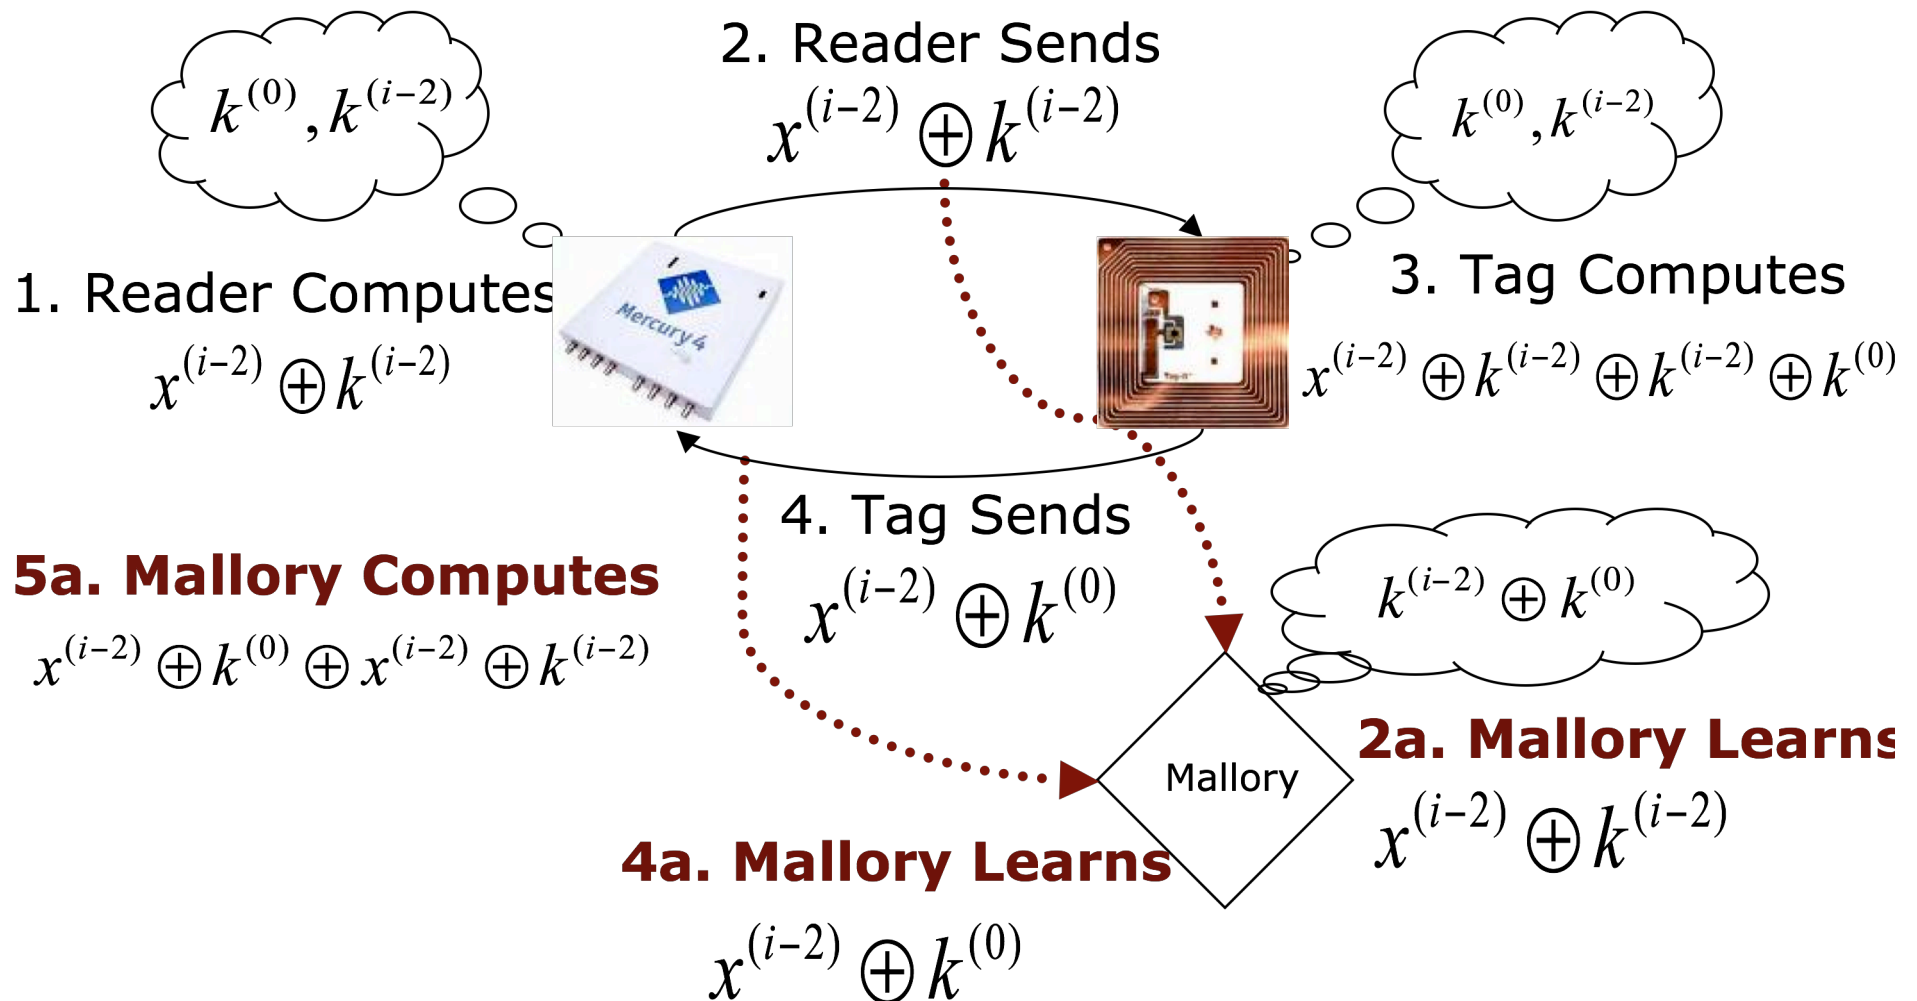 2. Reader Sends
x^(i−2) ⊕ k^(i−2)
k^(0), k^(i−2)
k^(0), k^(i−2)
1. Reader Computes
x^(i−2) ⊕ k^(i−2)
Mercury4
3. Tag Computes
x^(i−2) ⊕ k^(i−2) ⊕ k^(i−2) ⊕ k^(0)
4. Tag Sends
x^(i−2) ⊕ k^(0)
5a. Mallory Computes
x^(i−2) ⊕ k^(0) ⊕ x^(i−2) ⊕ k^(i−2)
k^(i−2) ⊕ k^(0)
Mallory
2a. Mallory Learns
x^(i−2) ⊕ k^(i−2)
4a. Mallory Learns
x^(i−2) ⊕ k^(0)